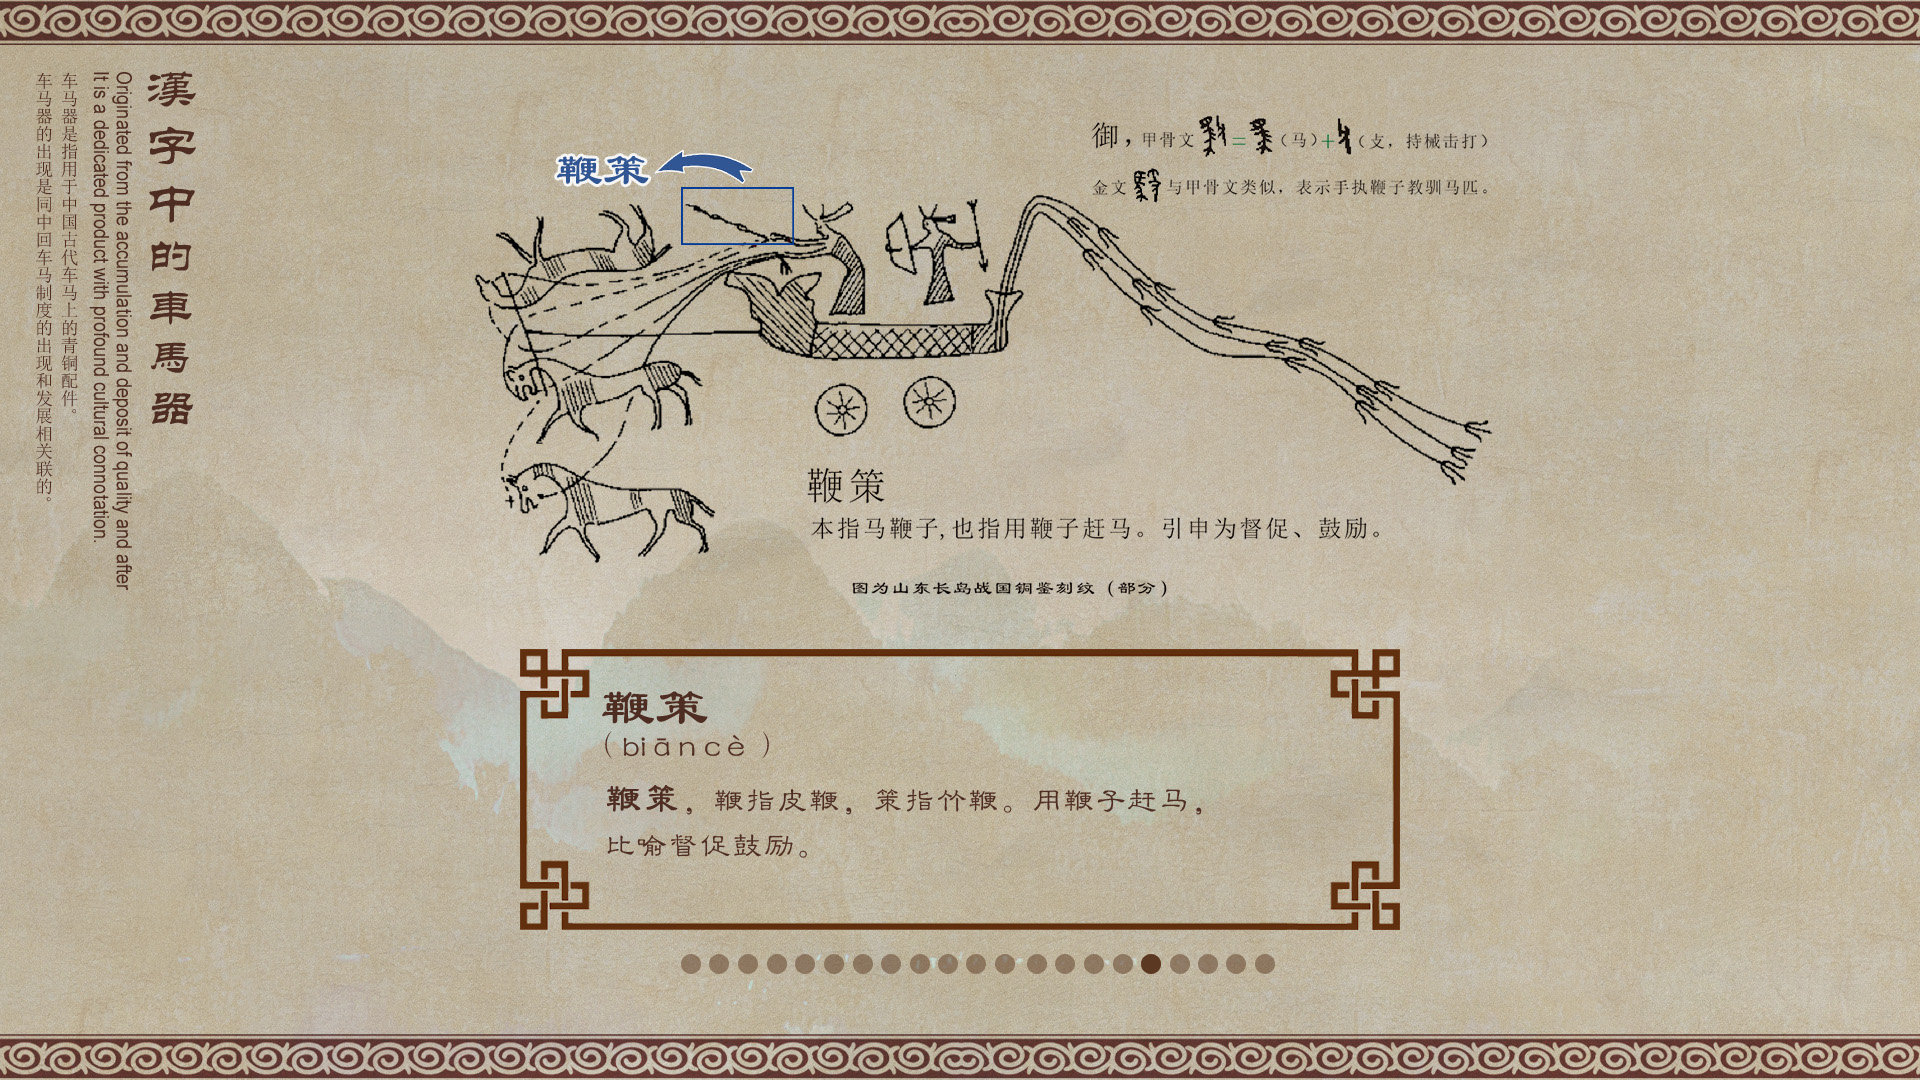 漢字中的車馬器
Originated from the accumulation and deposit of quality and after
It is a dedicated product with profound cultural connotation.
车马器是指用于中国古代车马上的青铜配件。
车马器的出现是同中回车马制度的出现和发展相关联的。
鞭策
御，甲骨文=（马）+（攴，持械击打）
金文与甲骨文类似，表示手执鞭子教驯马匹。
鞭策
本指马鞭子,也指用鞭子赶马。引申为督促、鼓励。
图为山东长岛战国铜鉴刻纹（部分）
鞭策
（biāncè）
鞭策，鞭指皮鞭，策指竹鞭。用鞭子赶马，
比喻督促鼓励。